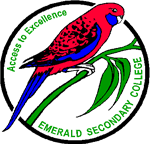 Access to Excellence
EMERALD SECONDARY COLLEGE